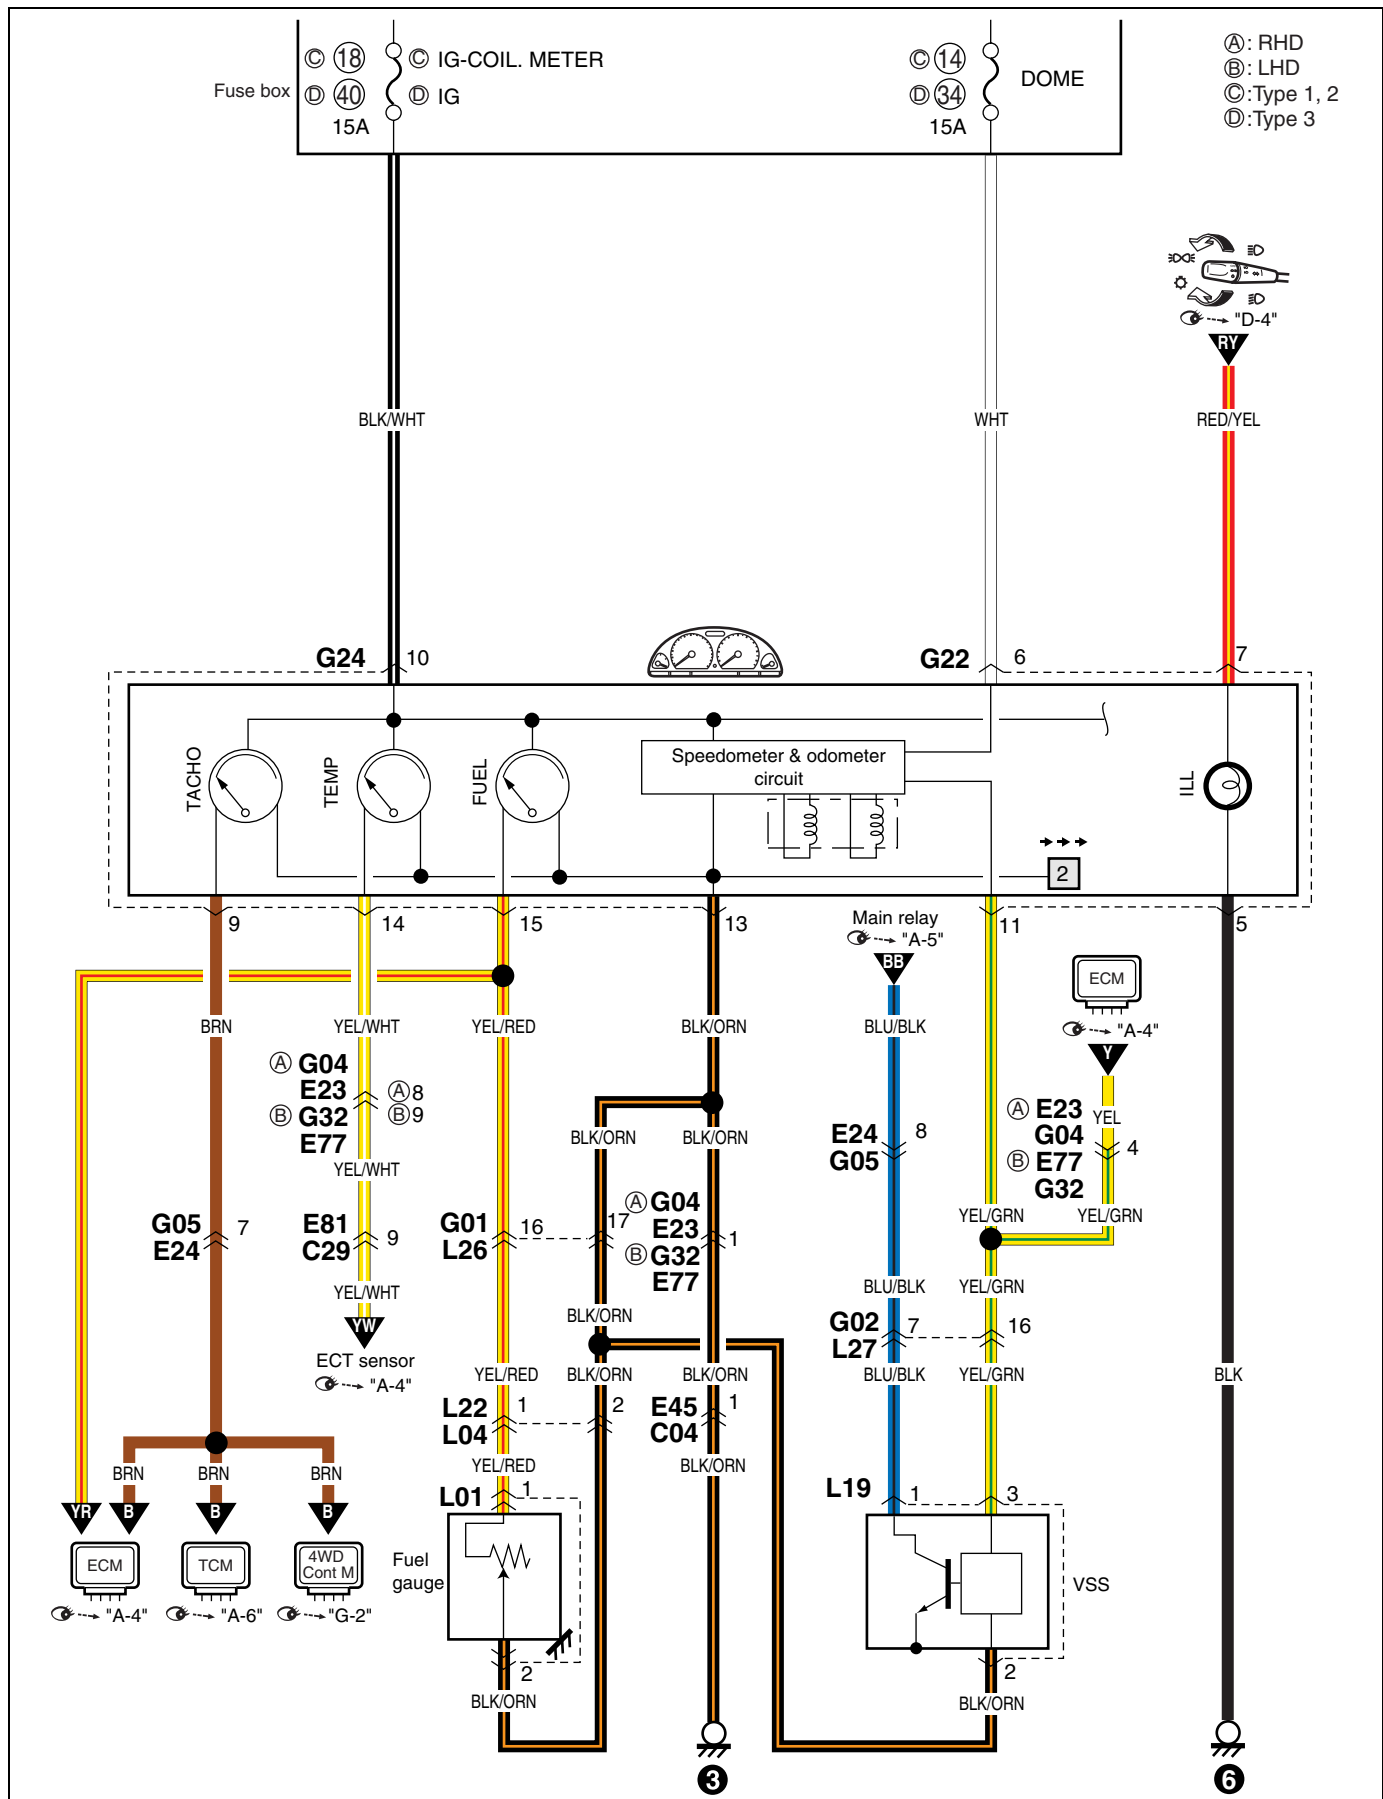 Fuse box
Ⓒ ⑱ Ⓒ IG-COIL. METER
Ⓓ ㊵ Ⓓ IG
15A
Ⓒ ⑭
Ⓓ ㉞
15A
DOME
Ⓐ: RHD
Ⓑ: LHD
Ⓒ:Type 1, 2
Ⓓ:Type 3
"D-4"
RY
BLK/WHT
WHT
RED/YEL
G24 10
G22 6
7
TACHO
TEMP
FUEL
Speedometer & odometer
circuit
ILL
2
9
14
15
13
11
5
Main relay
"A-5"
BB
ECM
"A-4"
Y
BRN
YEL/WHT
YEL/RED
BLK/ORN
BLU/BLK
Ⓐ G04
E23 Ⓐ8
Ⓑ G32 Ⓑ9
E77
YEL/WHT
BLK/ORN
BLK/ORN
E24 8
G05
Ⓐ E23 YEL
G04 4
Ⓑ E77
G32
YEL/GRN
YEL/GRN
G05 7
E24
E81 9
C29
G01 16
L26
17
Ⓐ G04
E23 1
Ⓑ G32
E77
YEL/WHT
YW
ECT sensor
"A-4"
BLK/ORN
BLU/BLK
YEL/GRN
G02 7
L27
16
YEL/RED
BLK/ORN
BLK/ORN
BLU/BLK
YEL/GRN
BLK
L22 1
L04
2
E45 1
C04
YEL/RED
BLK/ORN
BRN
BRN
BRN
YR
B
B
B
ECM
TCM
4WD
Cont M
"A-4"
"A-6"
"G-2"
L01 1
Fuel
gauge
2
BLK/ORN
L19 1
3
VSS
2
BLK/ORN
3
6